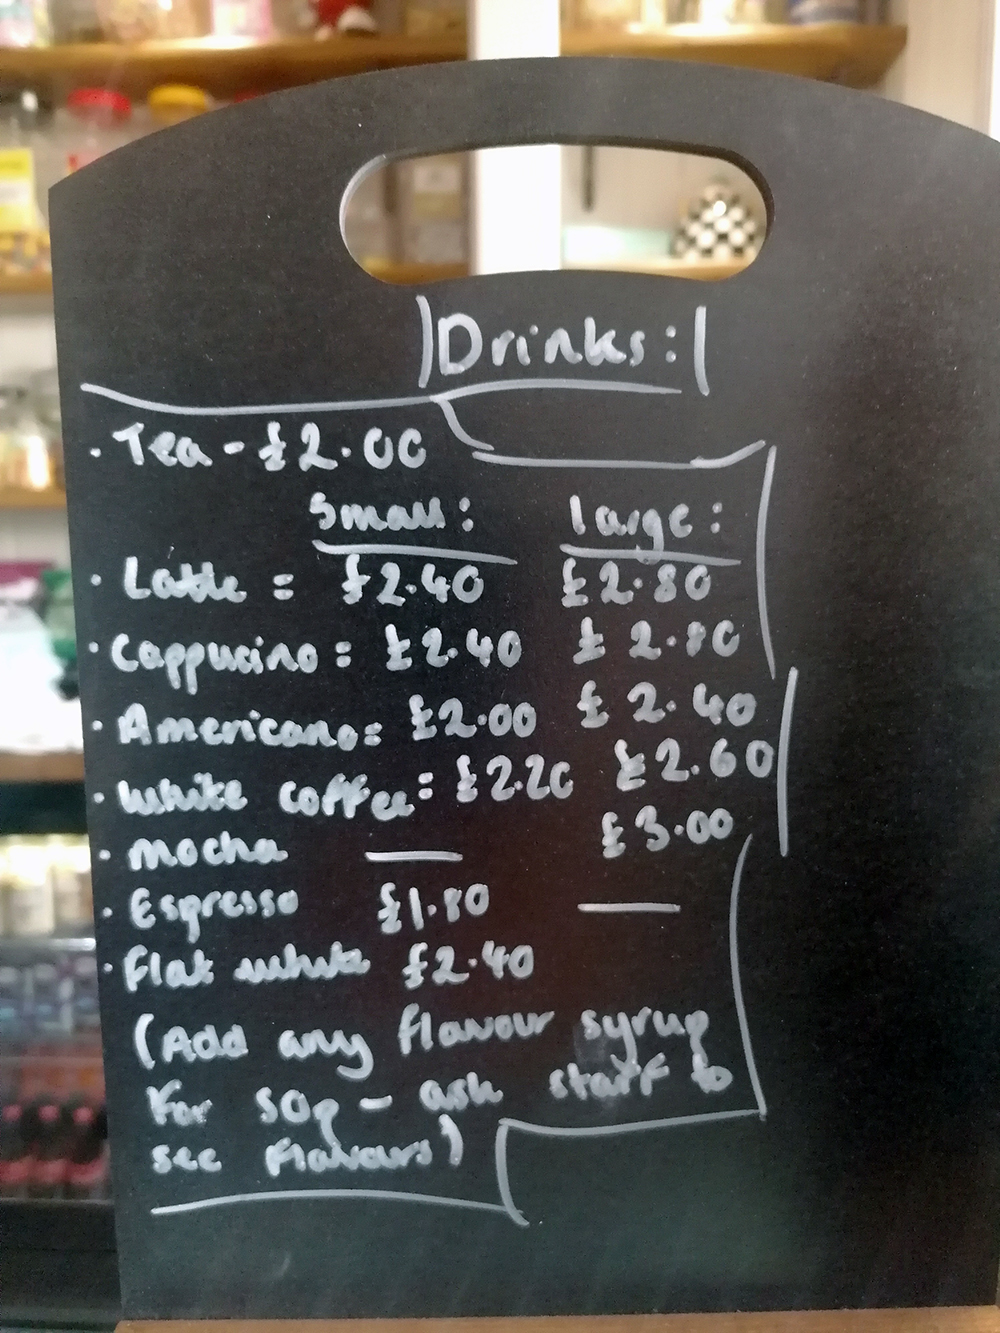 Drinks:
· Tea - £2.00
Small: large:
· Latte = £2.40 £2.80
· Cappucino = £2.40 £2.80
· Americano = £2.00 £2.40
· white coffee = £2.20 £2.60
· mocha — £3.00
· Espresso £1.80 —
· Flat white £2.40
(Add any flavour syrup
for 50p - ask staff to
see flavours)